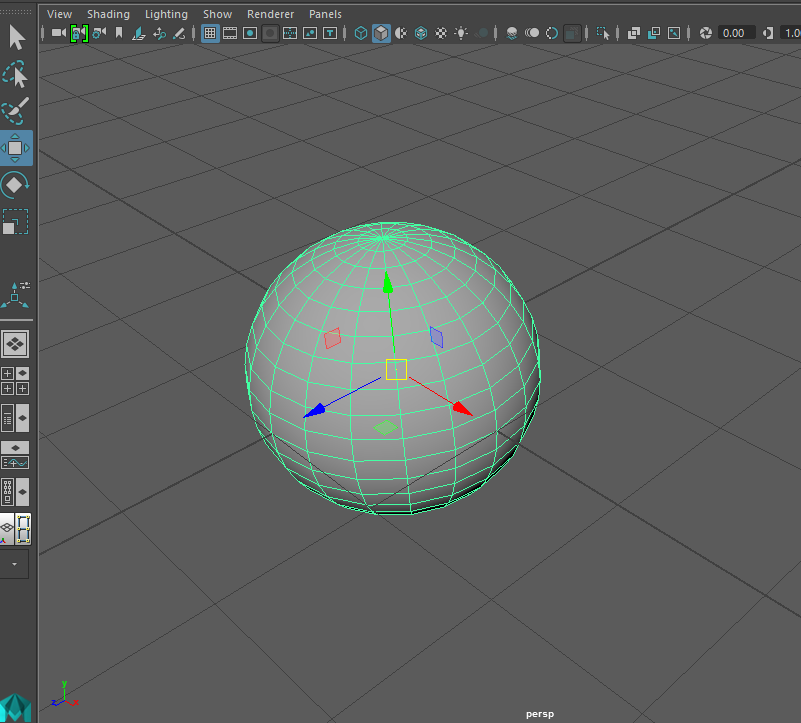 View Shading Lighting Show Renderer Panels
0.00 1.0
y
z x
persp